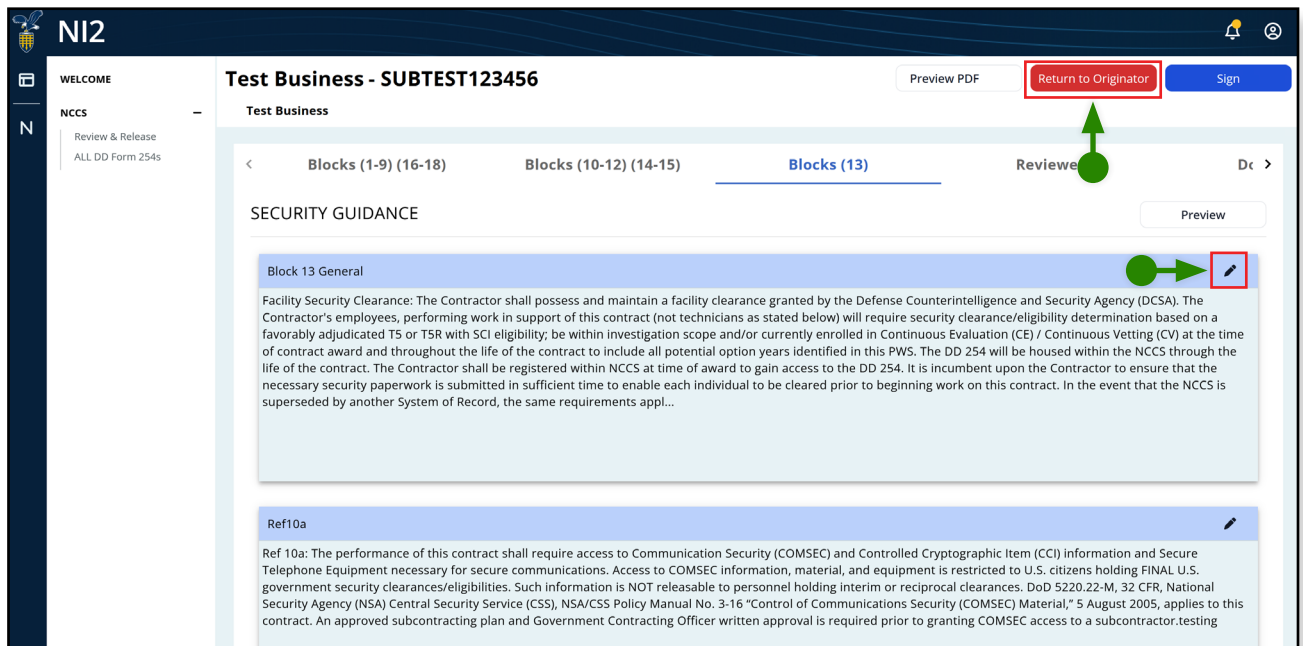 NI2
WELCOME
NCCS
Review & Release
ALL DD Form 254s
N
Test Business - SUBTEST123456
Preview PDF
Return to Originator
Sign
Test Business
Blocks (1-9) (16-18)
Blocks (10-12) (14-15)
Blocks (13)
Reviewe
SECURITY GUIDANCE
Preview
Block 13 General
Facility Security Clearance: The Contractor shall possess and maintain a facility clearance granted by the Defense Counterintelligence and Security Agency (DCSA). The
Contractor's employees, performing work in support of this contract (not technicians as stated below) will require security clearance/eligibility determination based on a
favorably adjudicated T5 or T5R with SCI eligibility; be within investigation scope and/or currently enrolled in Continuous Evaluation (CE) / Continuous Vetting (CV) at the time
of contract award and throughout the life of the contract to include all potential option years identified in this PWS. The DD 254 will be housed within the NCCS through the
life of the contract. The Contractor shall be registered within NCCS at time of award to gain access to the DD 254. It is incumbent upon the Contractor to ensure that the
necessary security paperwork is submitted in sufficient time to enable each individual to be cleared prior to beginning work on this contract. In the event that the NCCS is
superseded by another System of Record, the same requirements appl...
Ref10a
Ref 10a: The performance of this contract shall require access to Communication Security (COMSEC) and Controlled Cryptographic Item (CCI) information and Secure
Telephone Equipment necessary for secure communications. Access to COMSEC information, material, and equipment is restricted to U.S. citizens holding FINAL U.S.
government security clearances/eligibilities. Such information is NOT releasable to personnel holding interim or reciprocal clearances. DoD 5220.22-M, 32 CFR, National
Security Agency (NSA) Central Security Service (CSS), NSA/CSS Policy Manual No. 3-16 “Control of Communications Security (COMSEC) Material,” 5 August 2005, applies to this
contract. An approved subcontracting plan and Government Contracting Officer written approval is required prior to granting COMSEC access to a subcontractor.testing